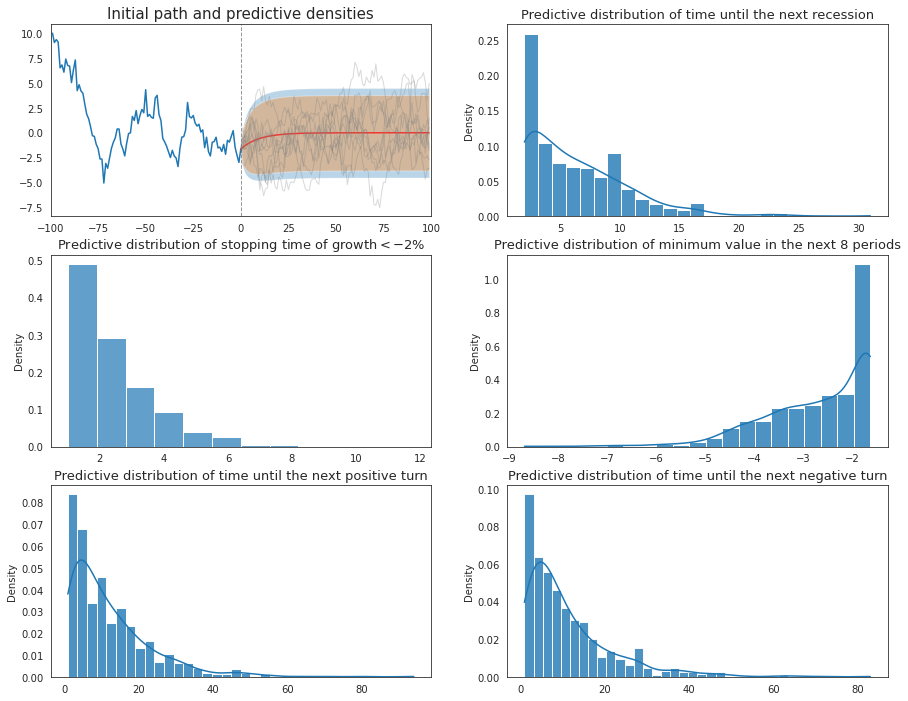 Initial path and predictive densities
10.0
7.5
5.0
2.5
0.0
−2.5
−5.0
−7.5
−100 −75 −50 −25 0 25 50 75 100
Predictive distribution of time until the next recession
Density
0.25
0.20
0.15
0.10
0.05
0.00
5 10 15 20 25 30
Predictive distribution of stopping time of growth < −2%
Density
0.5
0.4
0.3
0.2
0.1
0.0
2 4 6 8 10 12
Predictive distribution of minimum value in the next 8 periods
Density
1.0
0.8
0.6
0.4
0.2
0.0
−9 −8 −7 −6 −5 −4 −3 −2
Predictive distribution of time until the next positive turn
Density
0.08
0.07
0.06
0.05
0.04
0.03
0.02
0.01
0.00
0 20 40 60 80
Predictive distribution of time until the next negative turn
Density
0.10
0.08
0.06
0.04
0.02
0.00
0 20 40 60 80